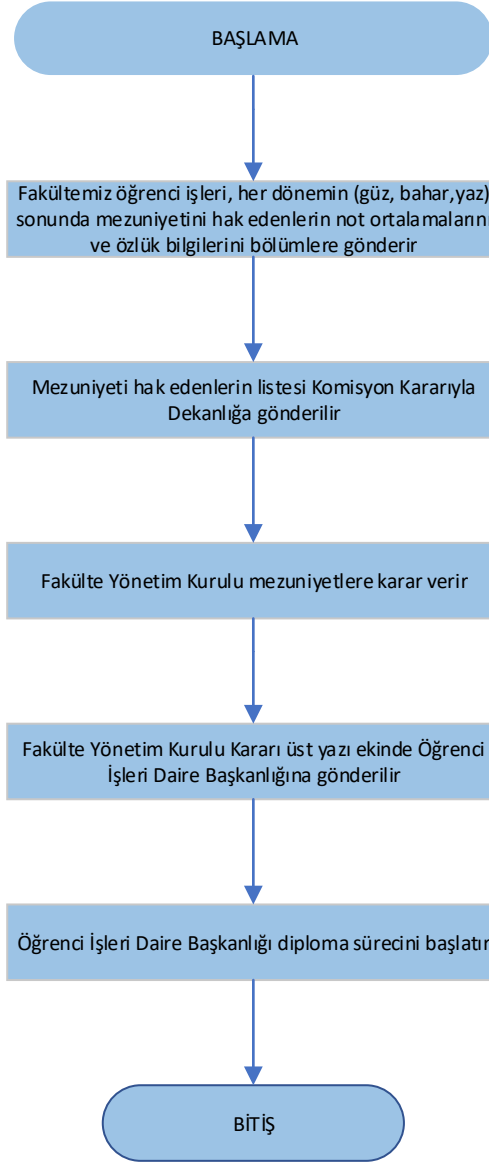 BAŞLAMA
Fakültemiz öğrenci işleri, her dönemin (güz, bahar,yaz)
sonunda mezuniyetini hak edenlerin not ortalamalarını
ve özlük bilgilerini bölümlere gönderir
Mezuniyeti hak edenlerin listesi Komisyon Kararıyla
Dekanlığa gönderilir
Fakülte Yönetim Kurulu mezuniyetlere karar verir
Fakülte Yönetim Kurulu Kararı üst yazı ekinde Öğrenci
İşleri Daire Başkanlığına gönderilir
Öğrenci İşleri Daire Başkanlığı diploma sürecini başlatır
BİTİŞ